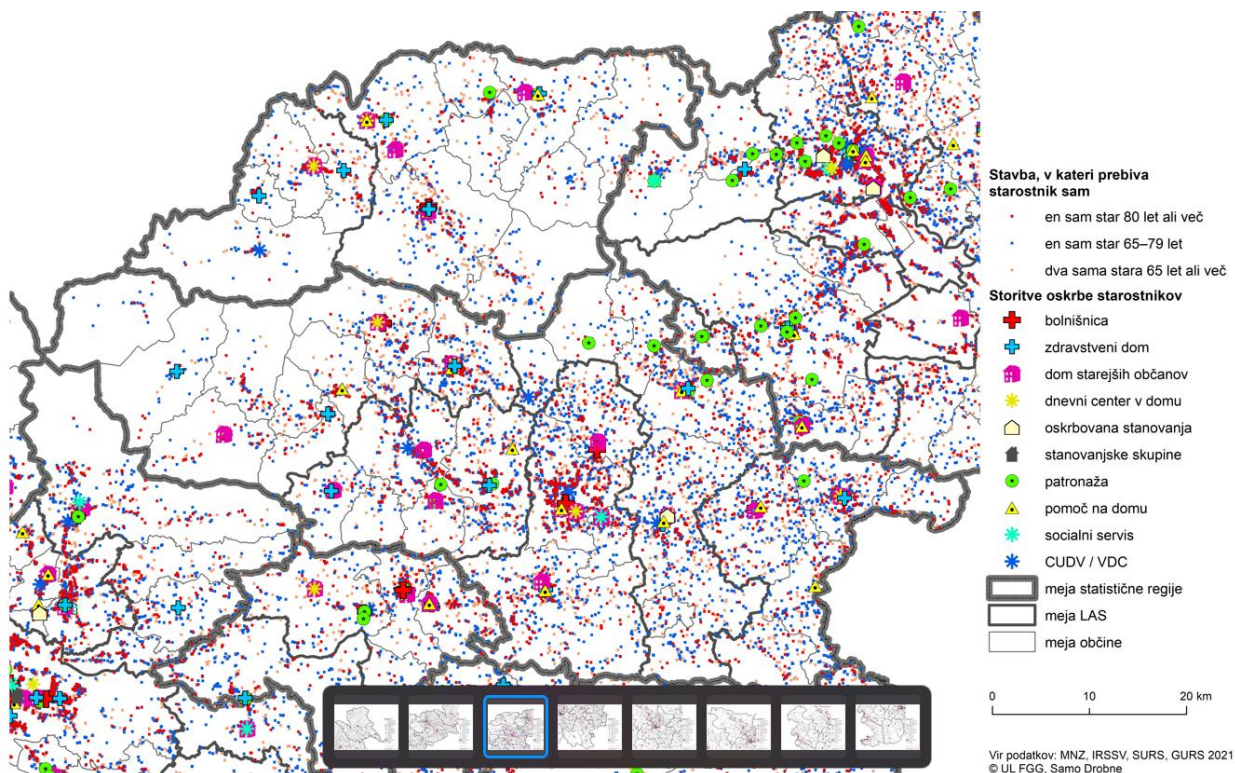 Stavba, v kateri prebiva
starostnik sam
en sam star 80 let ali več
en sam star 65–79 let
dva sama stara 65 let ali več
Storitve oskrbe starostnikov
bolnišnica
zdravstveni dom
dom starejših občanov
dnevni center v domu
oskrbovana stanovanja
stanovanjske skupine
patronaža
pomoč na domu
socialni servis
CUDV / VDC
meja statistične regije
meja LAS
meja občine
0 10 20 km
Vir podatkov: MNZ, IRSSV, SURS, GURS 2021
© UL FGG, Samo Drobne